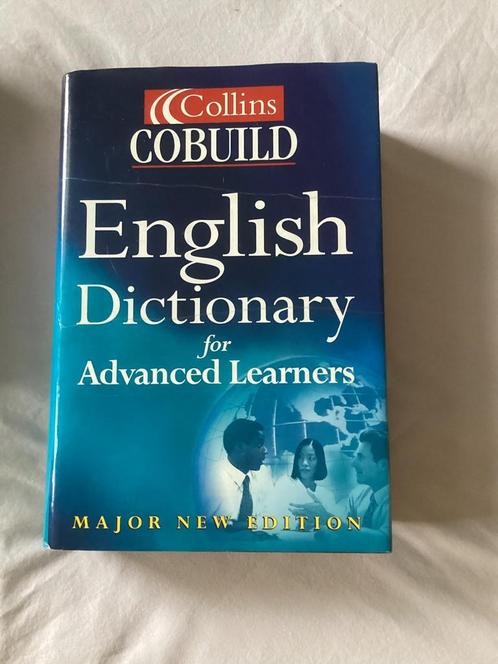 Collins
COBUILD
English
Dictionary
for
Advanced Learners
MAJOR NEW EDITION